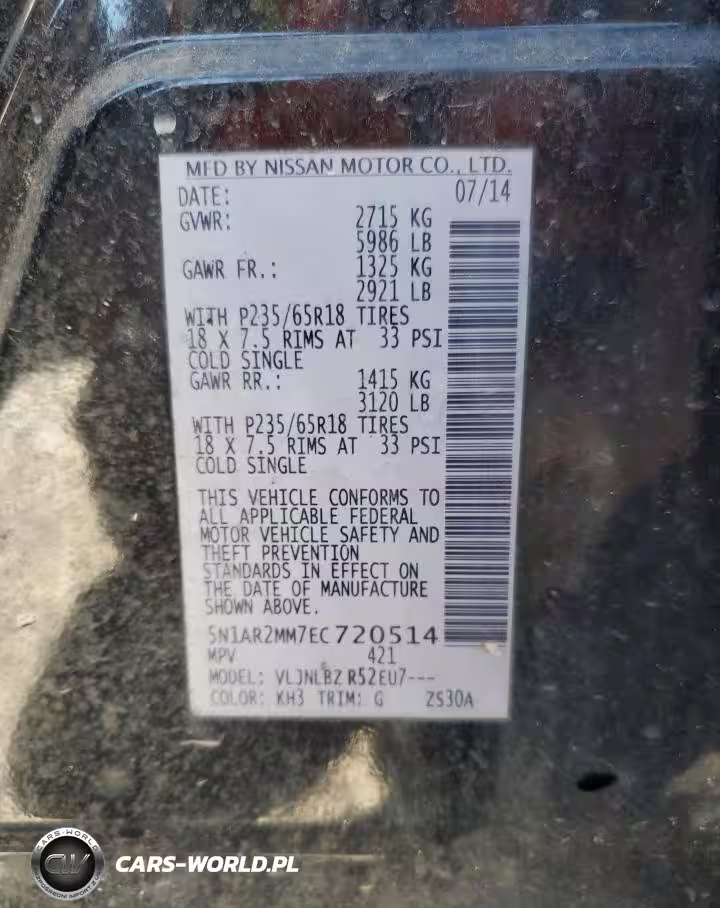 MFD BY NISSAN MOTOR CO., LTD.
DATE: 07/14
GVWR: 2715 KG
5986 LB
GAWR FR.: 1325 KG
2921 LB
WITH P235/65R18 TIRES
18 X 7.5 RIMS AT 33 PSI
COLD SINGLE
GAWR RR.: 1415 KG
3120 LB
WITH P235/65R18 TIRES
18 X 7.5 RIMS AT 33 PSI
COLD SINGLE
THIS VEHICLE CONFORMS TO
ALL APPLICABLE FEDERAL
MOTOR VEHICLE SAFETY AND
THEFT PREVENTION
STANDARDS IN EFFECT ON
THE DATE OF MANUFACTURE
SHOWN ABOVE.
5N1AR2MM7EC720514
MPV 421
MODEL: VLJNLBZ R52EU7---
COLOR: KH3 TRIM: G ZS30A
CARS-WORLD
CW
CARS-WORLD.PL